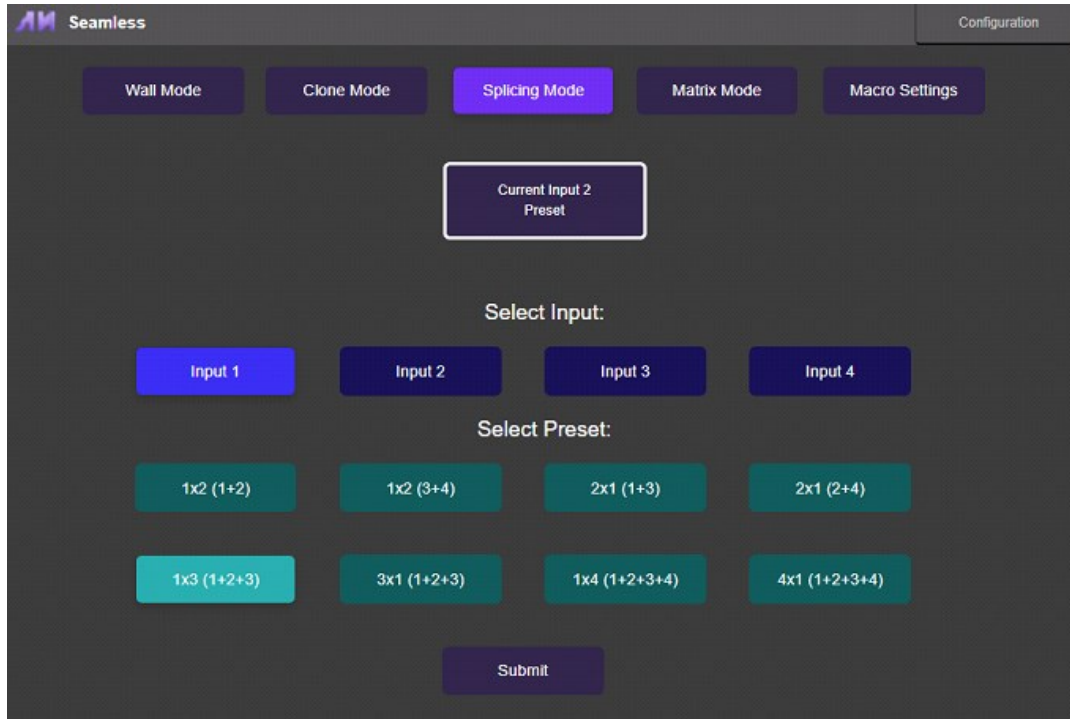 AM Seamless Configuration
Wall Mode Clone Mode Splicing Mode Matrix Mode Macro Settings
Current Input 2
Preset
Select Input:
Input 1 Input 2 Input 3 Input 4
Select Preset:
1x2 (1+2) 1x2 (3+4) 2x1 (1+3) 2x1 (2+4)
1x3 (1+2+3) 3x1 (1+2+3) 1x4 (1+2+3+4) 4x1 (1+2+3+4)
Submit